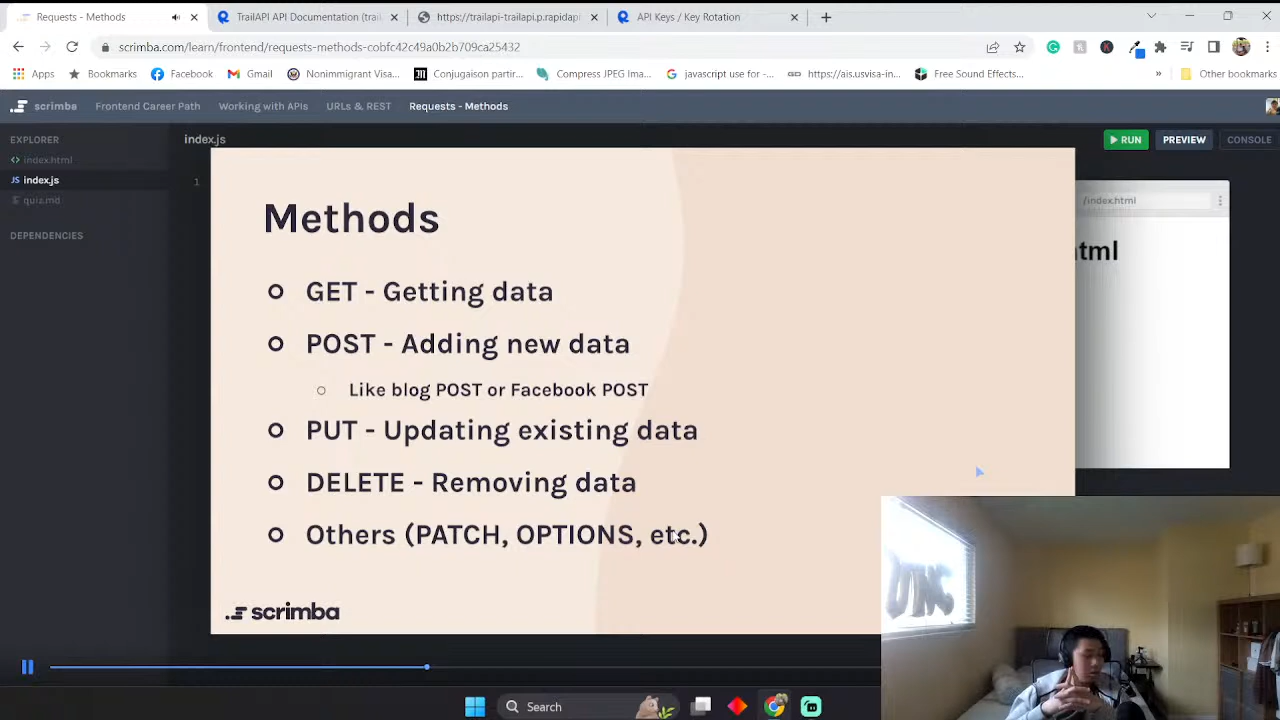 Requests - Methods
TrailAPI API Documentation (trai
https://trailapi-trailapi.p.rapidap
API Keys / Key Rotation
scrimba.com/learn/frontend/requests-methods-cobfc42c49a0b2b709ca25432
Apps
Bookmarks
Facebook
Gmail
Nonimmigrant Visa...
Conjugaison partir...
Compress JPEG Ima...
javascript use for -...
https://ais.usvisa-in...
Free Sound Effects...
»
Other bookmarks
scrimba
Frontend Career Path
Working with APIs
URLs & REST
Requests - Methods
EXPLORER
index.html
JS index.js
quiz.md
DEPENDENCIES
index.js
RUN
PREVIEW
CONSOLE
1
/index.html
html
Methods
GET - Getting data
POST - Adding new data
Like blog POST or Facebook POST
PUT - Updating existing data
DELETE - Removing data
Others (PATCH, OPTIONS, etc.)
scrimba
Search